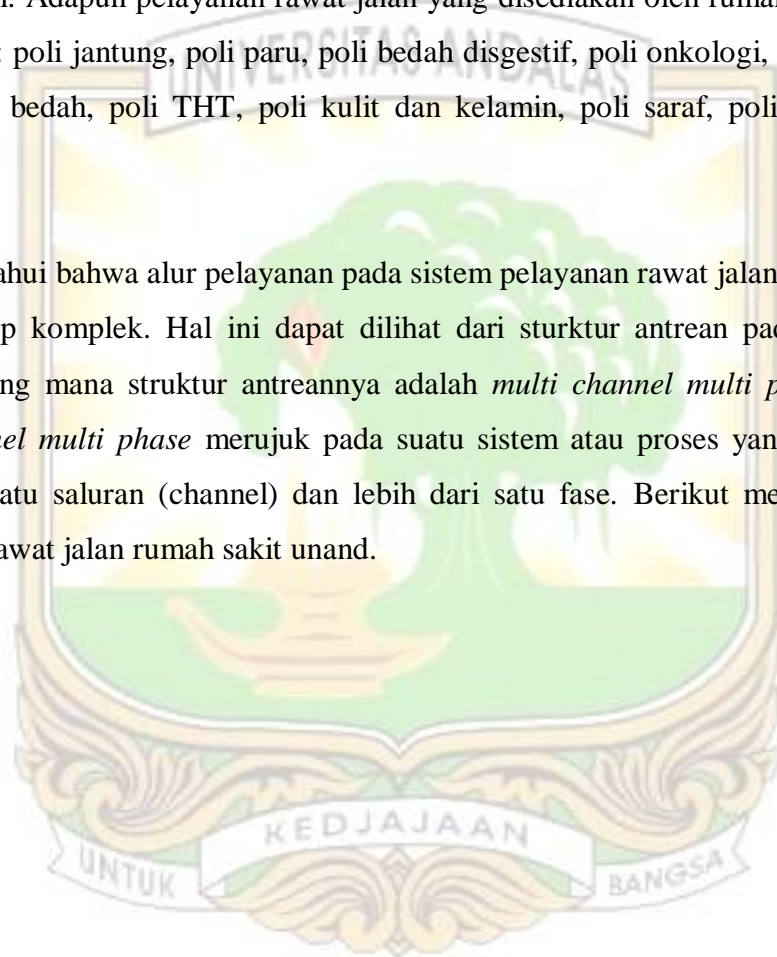 Adapun pelayanan rawat jalan yang disediakan oleh rumah
: poli jantung, poli paru, poli bedah disgestif, poli onkologi,
bedah, poli THT, poli kulit dan kelamin, poli saraf, poli
UNIVERSITAS ANDALAS
ahui bahwa alur pelayanan pada sistem pelayanan rawat jalan
p komplek. Hal ini dapat dilihat dari sturktur antrean pad
ng mana struktur antreannya adalah multi channel multi p
nel multi phase merujuk pada suatu sistem atau proses yan
atu saluran (channel) dan lebih dari satu fase. Berikut me
awat jalan rumah sakit unand.
UNTUK KEDJAJAAN BANGSA